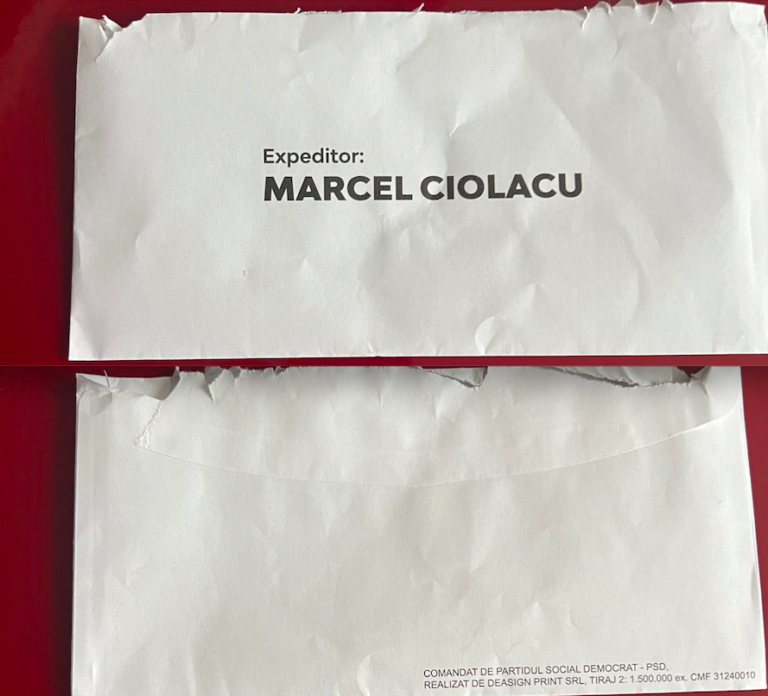 Expeditor:
MARCEL CIOLACU
COMANDAT DE PARTIDUL SOCIAL DEMOCRAT - PSD,
REALIZAT DE DEASIGN PRINT SRL, TIRAJ 2: 1.500.000 ex. CMF 31240010